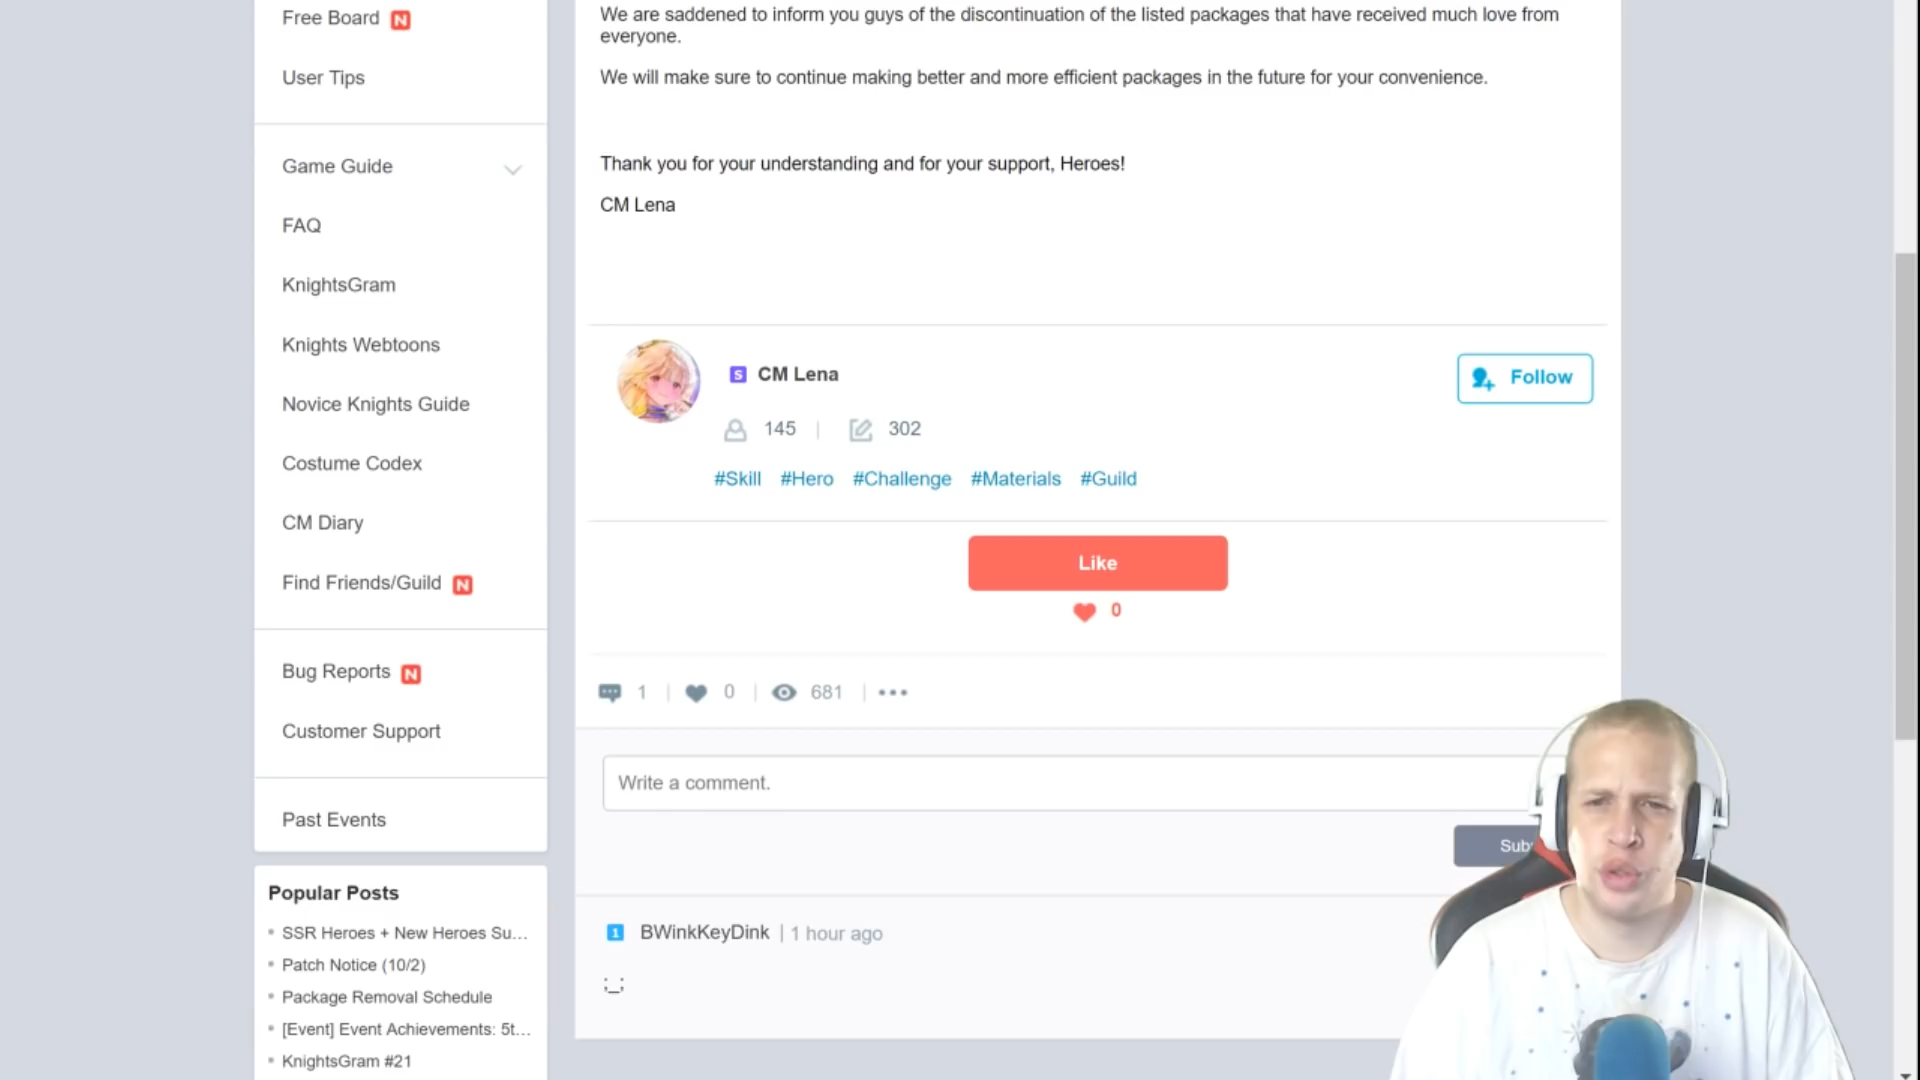 Free Board N
User Tips
Game Guide
FAQ
KnightsGram
Knights Webtoons
Novice Knights Guide
Costume Codex
CM Diary
Find Friends/Guild N
Bug Reports N
Customer Support
Past Events
Popular Posts
SSR Heroes + New Heroes Su...
Patch Notice (10/2)
Package Removal Schedule
[Event] Event Achievements: 5t...
KnightsGram #21
We are saddened to inform you guys of the discontinuation of the listed packages that have received much love from
everyone.
We will make sure to continue making better and more efficient packages in the future for your convenience.
Thank you for your understanding and for your support, Heroes!
CM Lena
S CM Lena
Follow
145 | 302
#Skill #Hero #Challenge #Materials #Guild
Like
0
1 | 0 | 681 | •••
Write a comment.
Sub
1 BWinkKeyDink | 1 hour ago
;_;